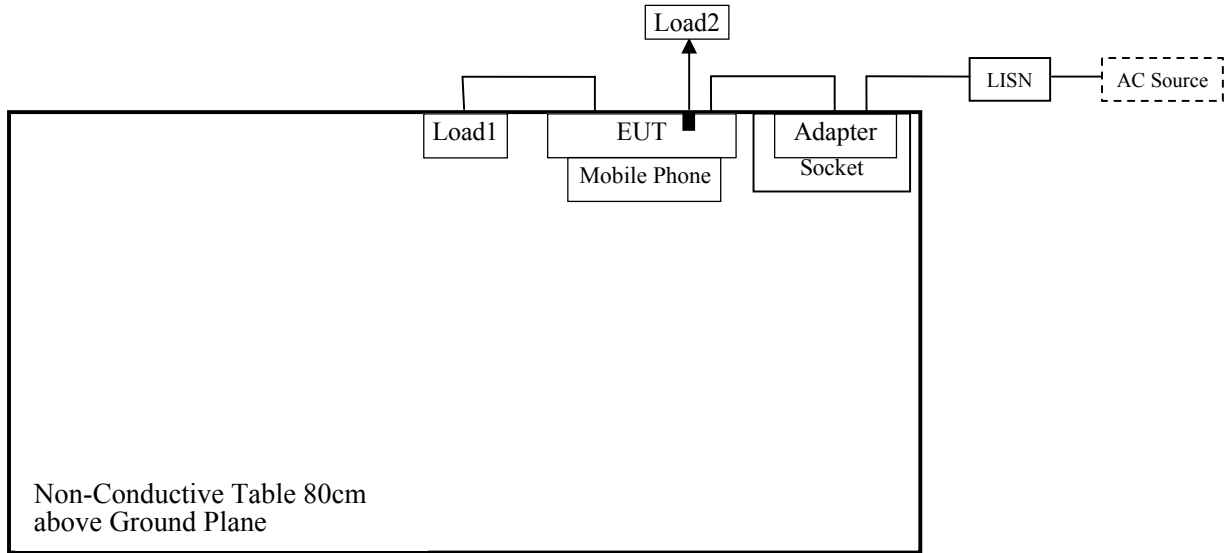 Load2
LISN
AC Source
Load1
EUT
Adapter
Socket
Mobile Phone
Non-Conductive Table 80cm
above Ground Plane